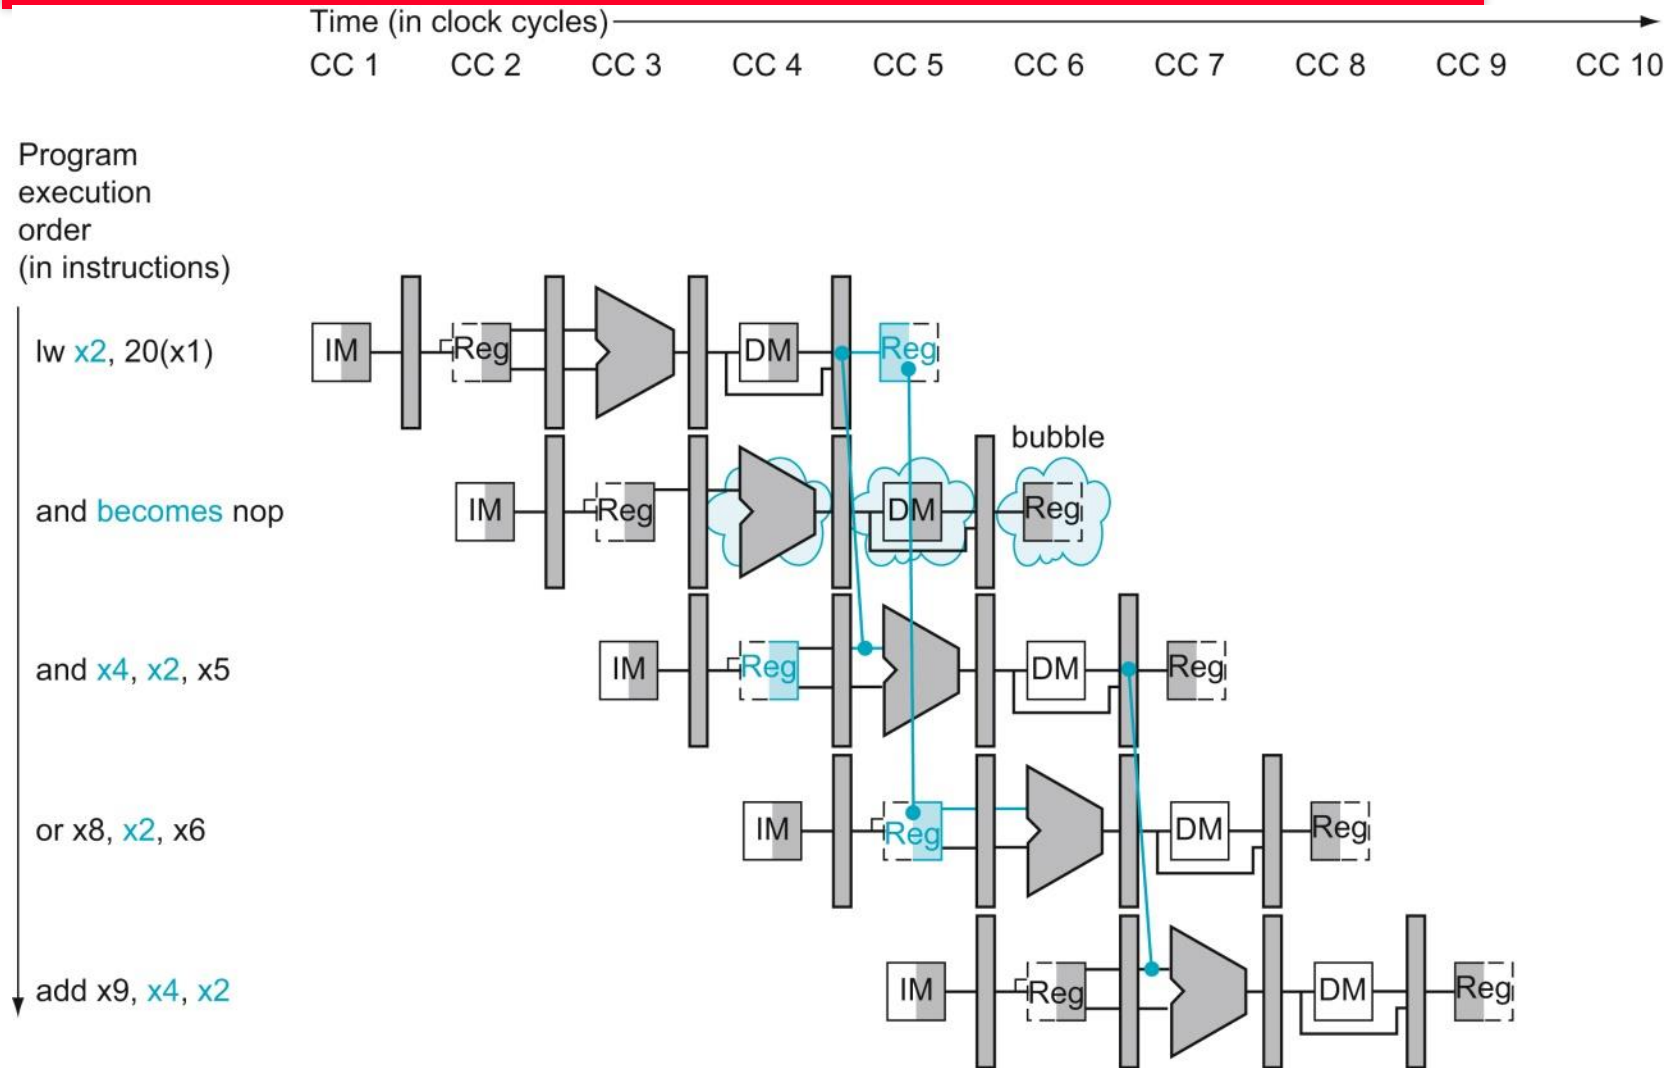 Time (in clock cycles)
CC 1 CC 2 CC 3 CC 4 CC 5 CC 6 CC 7 CC 8 CC 9 CC 10
Program
execution
order
(in instructions)
lw x2, 20(x1)
IM Reg DM Reg
bubble
and becomes nop
IM Reg DM Reg
and x4, x2, x5
IM Reg DM Reg
or x8, x2, x6
IM Reg DM Reg
add x9, x4, x2
IM Reg DM Reg